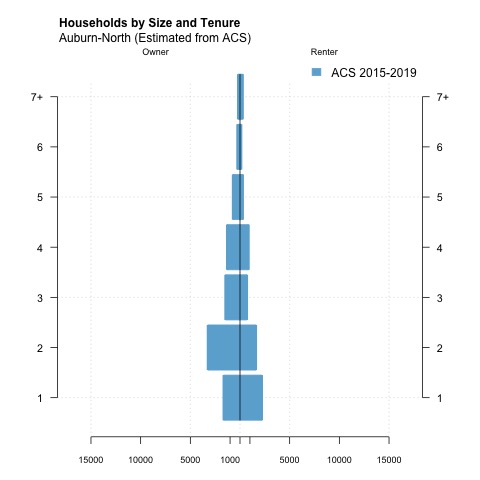 Households by Size and Tenure
Auburn-North (Estimated from ACS)
Owner Renter
ACS 2015-2019
7+ 7+
6 6
5 5
4 4
3 3
2 2
1 1
15000 10000 5000 1000 5000 10000 15000